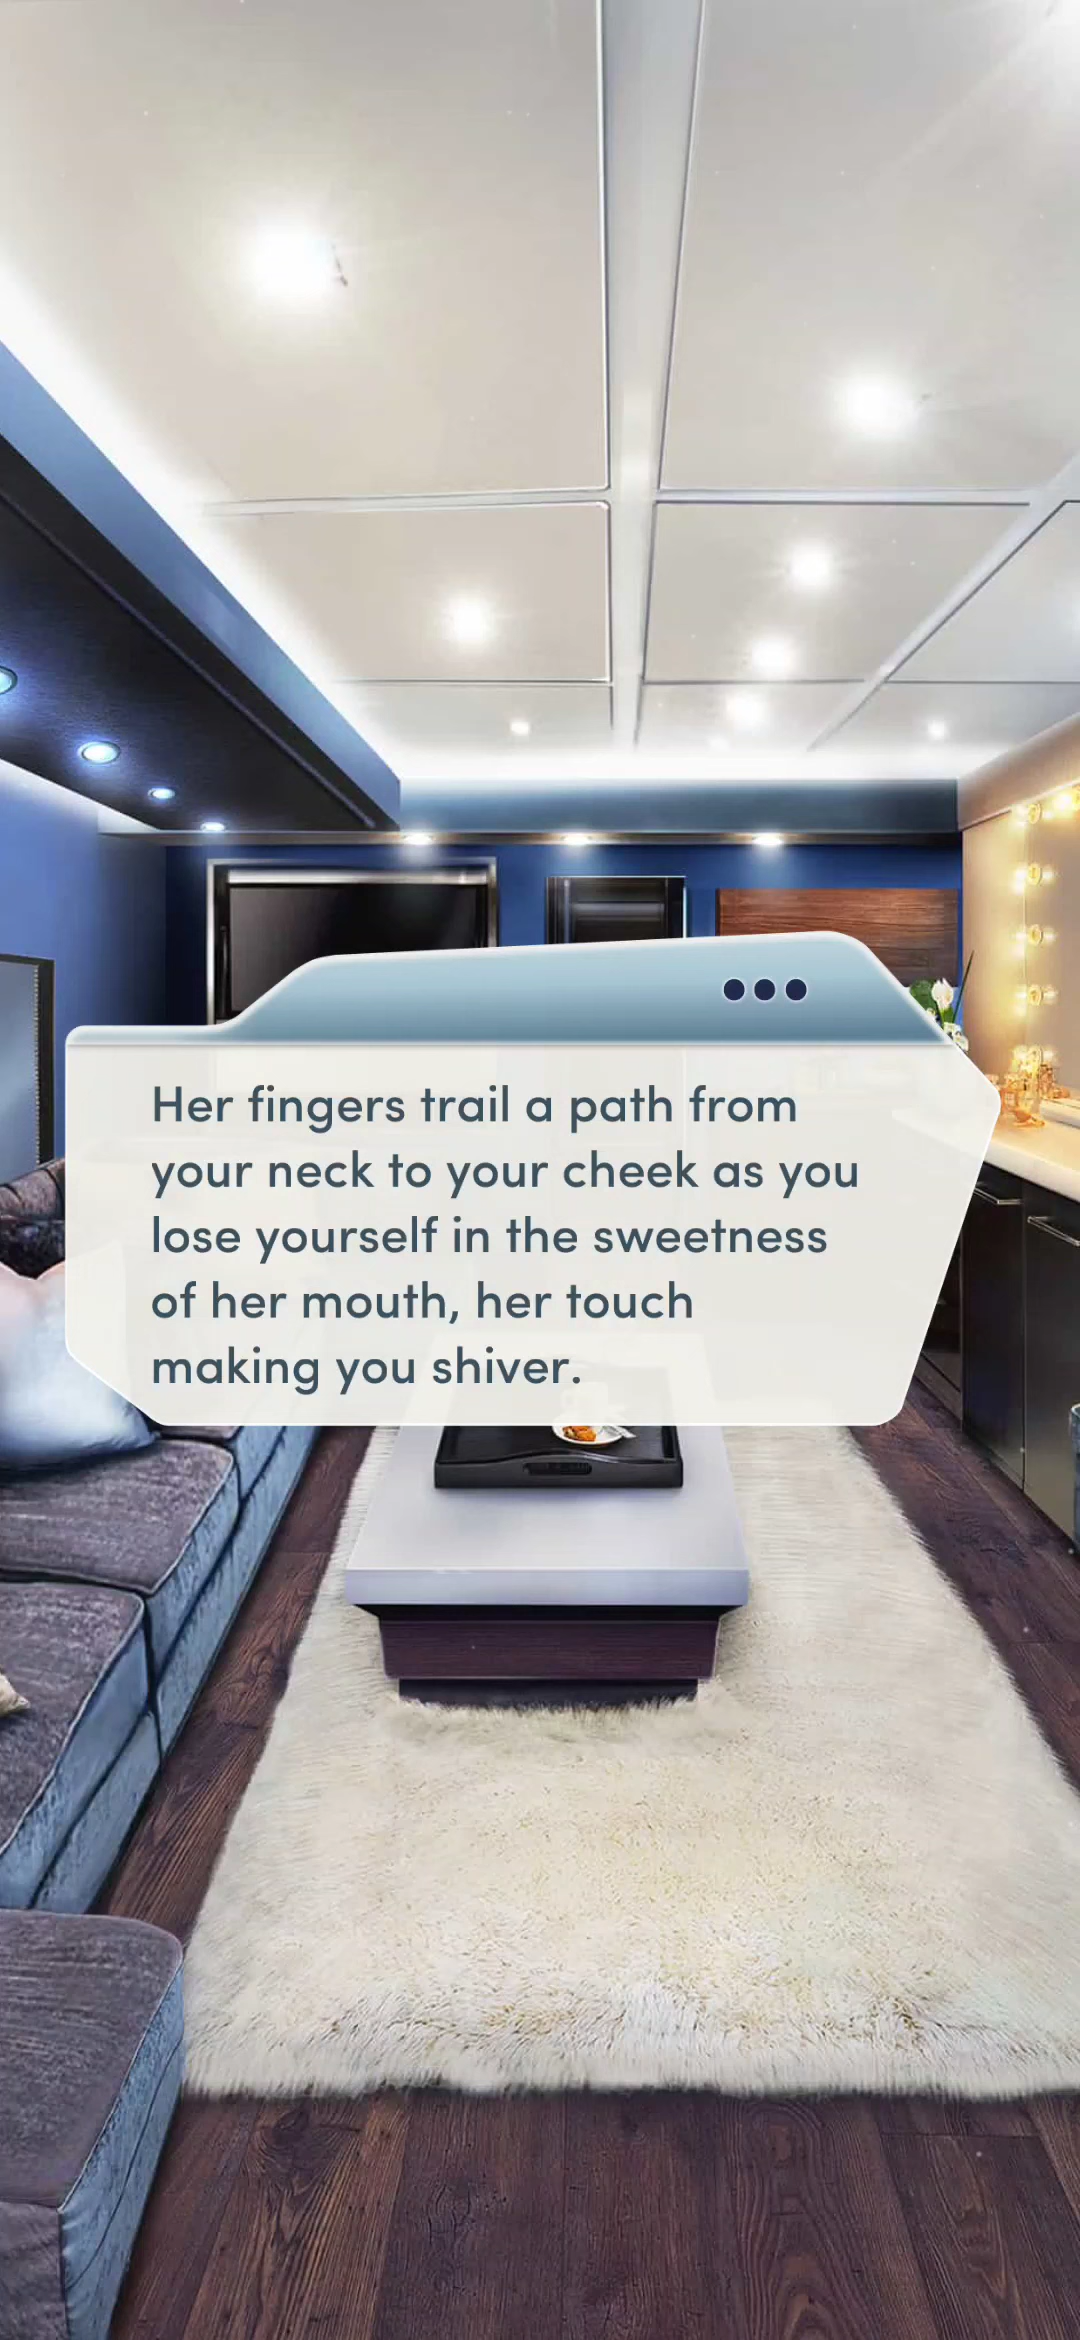 Her fingers trail a path from
your neck to your cheek as you
lose yourself in the sweetness
of her mouth, her touch
making you shiver.